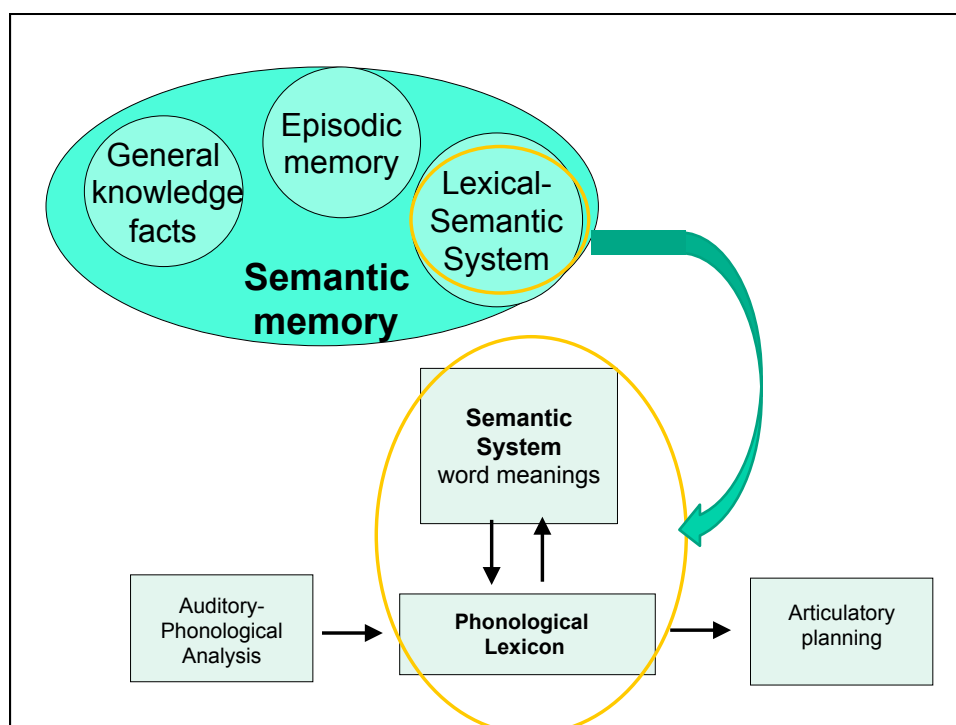 General
knowledge
facts
Episodic
memory
Lexical-
Semantic
System
Semantic
memory
Semantic
System
word meanings
Auditory-
Phonological
Analysis
Phonological
Lexicon
Articulatory
planning